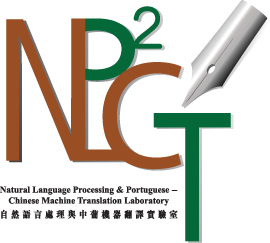 NLP²CT
Natural Language Processing & Portuguese –
Chinese Machine Translation Laboratory
自然語言處理與中葡機器翻譯實驗室